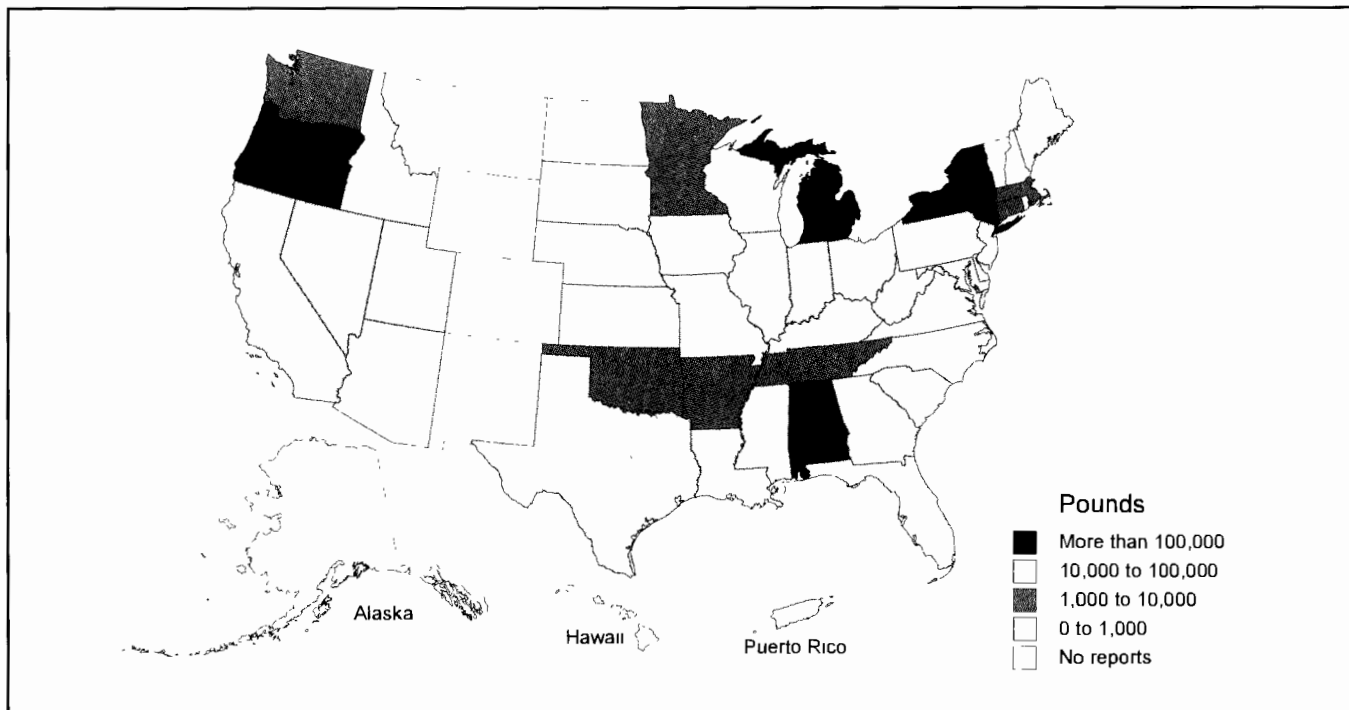 Pounds
More than 100,000
10,000 to 100,000
1,000 to 10,000
0 to 1,000
No reports
Alaska
Hawaii
Puerto Rico